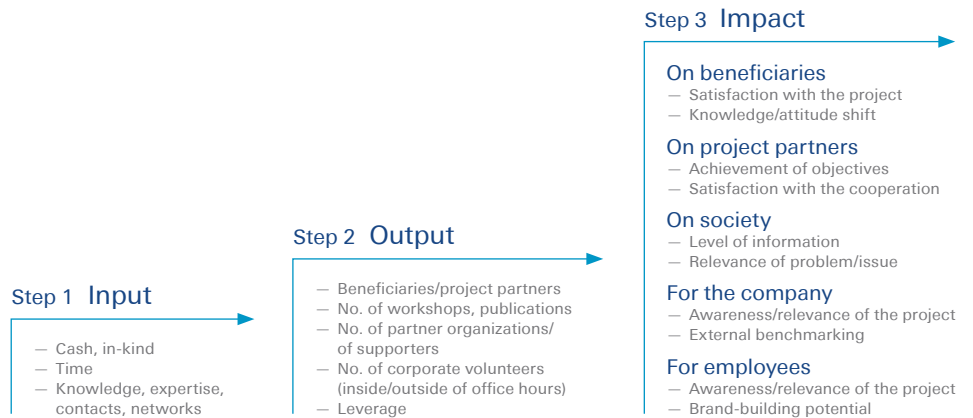 Step 1 Input
— Cash, in-kind
— Time
— Knowledge, expertise,
contacts, networks
Step 2 Output
— Beneficiaries/project partners
— No. of workshops, publications
— No. of partner organizations/
of supporters
— No. of corporate volunteers
(inside/outside of office hours)
— Leverage
Step 3 Impact
On beneficiaries
— Satisfaction with the project
— Knowledge/attitude shift
On project partners
— Achievement of objectives
— Satisfaction with the cooperation
On society
— Level of information
— Relevance of problem/issue
For the company
— Awareness/relevance of the project
— External benchmarking
For employees
— Awareness/relevance of the project
— Brand-building potential